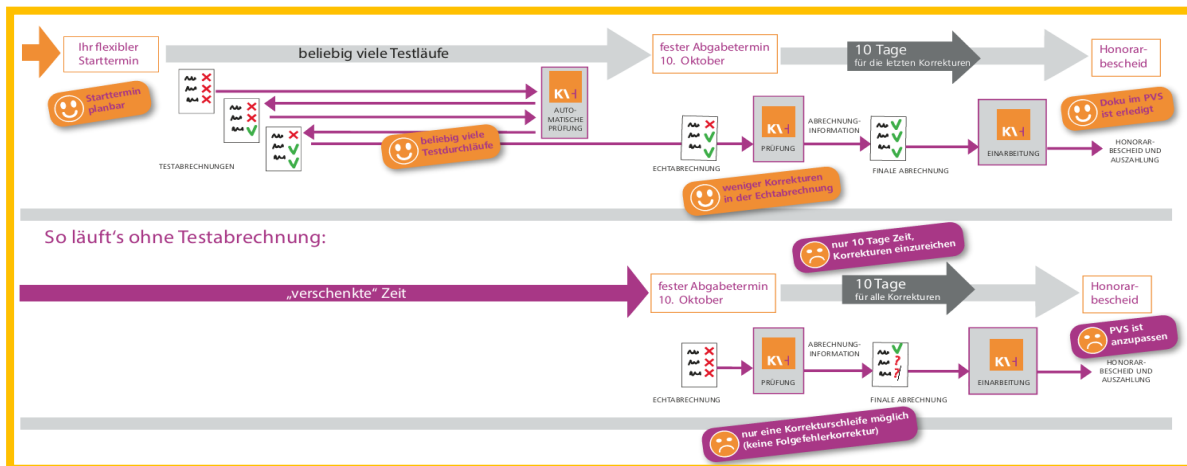 Ihr flexibler
Starttermin
beliebig viele Testläufe
fester Abgabetermin
10. Oktober
10 Tage
für die letzten Korrekturen
Honorar-
bescheid
Starttermin
planbar
AUTO-
MATISCHE
PRÜFUNG
beliebig viele
Testdurchläufe
TESTABRECHNUNGEN
ECHTABRECHNUNG
PRÜFUNG
ABRECHNUNG-
INFORMATION
FINALE ABRECHNUNG
EINARBEITUNG
Doku im PVS
ist erledigt
HONORAR-
BESCHEID UND
AUSZAHLUNG
weniger Korrekturen
in der Echtabrechnung
So läuft's ohne Testabrechnung:
nur 10 Tage Zeit,
Korrekturen einzureichen
„verschenkte“ Zeit
fester Abgabetermin
10. Oktober
10 Tage
für alle Korrekturen
Honorar-
bescheid
PVS ist
anzupassen
ECHTABRECHNUNG
PRÜFUNG
ABRECHNUNG-
INFORMATION
FINALE ABRECHNUNG
EINARBEITUNG
HONORAR-
BESCHEID UND
AUSZAHLUNG
nur eine Korrekturschleife möglich
(keine Folgefehlerkorrektur)